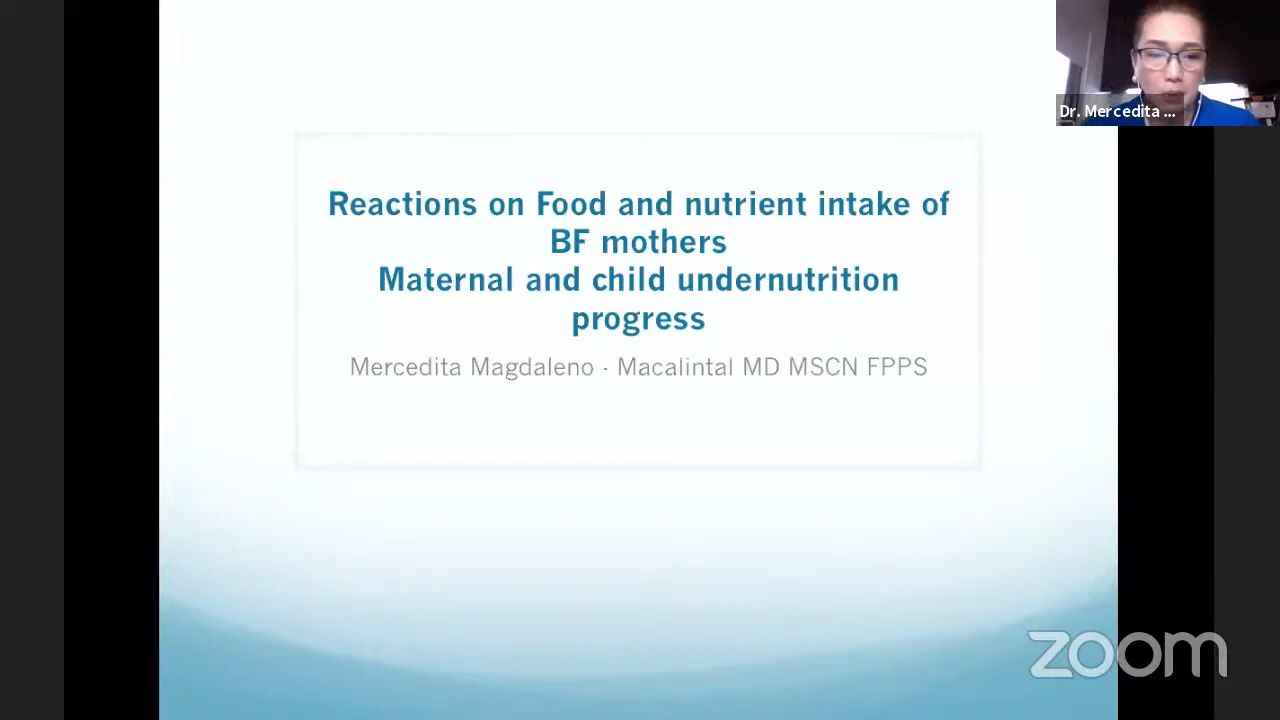 Dr. Mercedita ...
Reactions on Food and nutrient intake of
BF mothers
Maternal and child undernutrition
progress
Mercedita Magdaleno - Macalintal MD MSCN FPPS
zoom